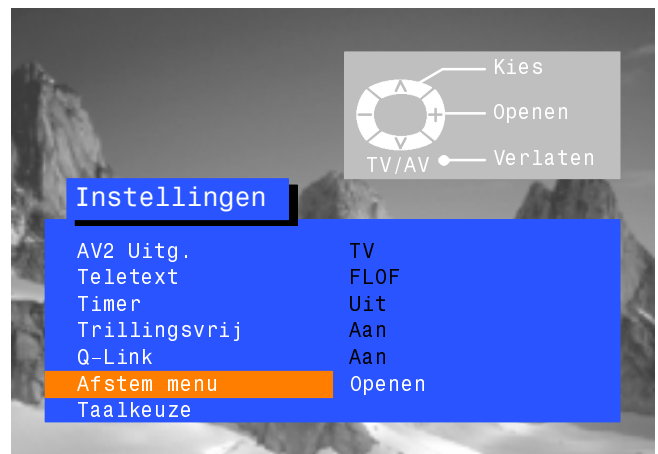 Kies
Openen
TV/AV Verlaten
Instellingen
AV2 Uitg. TV
Teletext FLOF
Timer Uit
Trillingsvrij Aan
Q-Link Aan
Afstem menu Openen
Taalkeuze